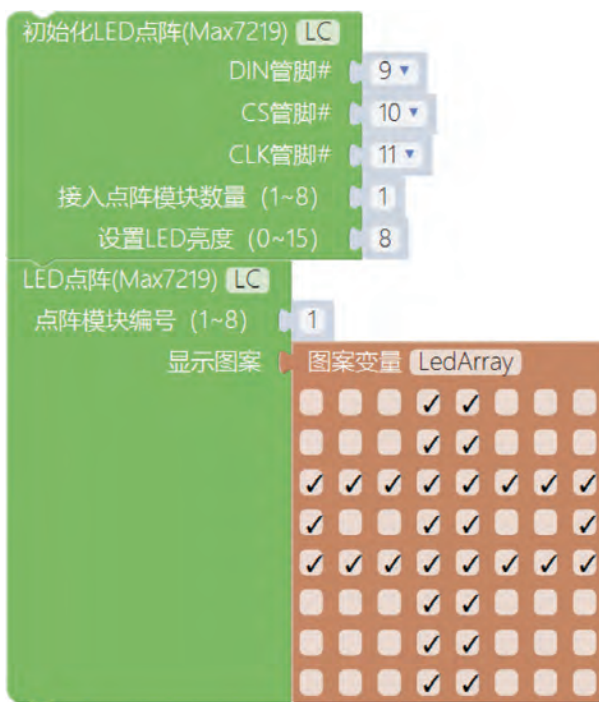 初始化LED点阵(Max7219) LC
DIN管脚# 9
CS管脚# 10
CLK管脚# 11
接入点阵模块数量 (1~8) 1
设置LED亮度 (0~15) 8
LED点阵(Max7219) LC
点阵模块编号 (1~8) 1
显示图案 图案变量 LedArray